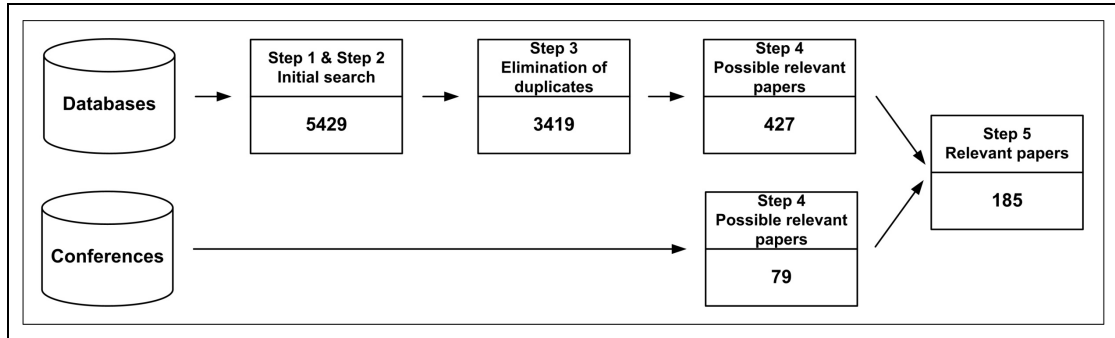 Databases
Step 1 & Step 2
Initial search
5429
Step 3
Elimination of
duplicates
3419
Step 4
Possible relevant
papers
427
Step 5
Relevant papers
185
Conferences
Step 4
Possible relevant
papers
79